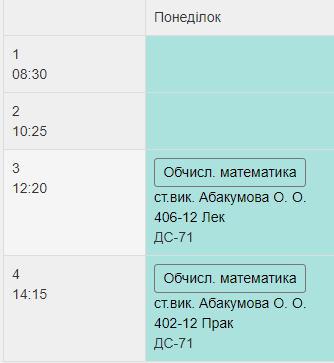 Понеділок
1
08:30
2
10:25
3
12:20
Обчисл. математика
ст.вик. Абакумова О. О.
406-12 Лек
ДС-71
4
14:15
Обчисл. математика
ст.вик. Абакумова О. О.
402-12 Прак
ДС-71